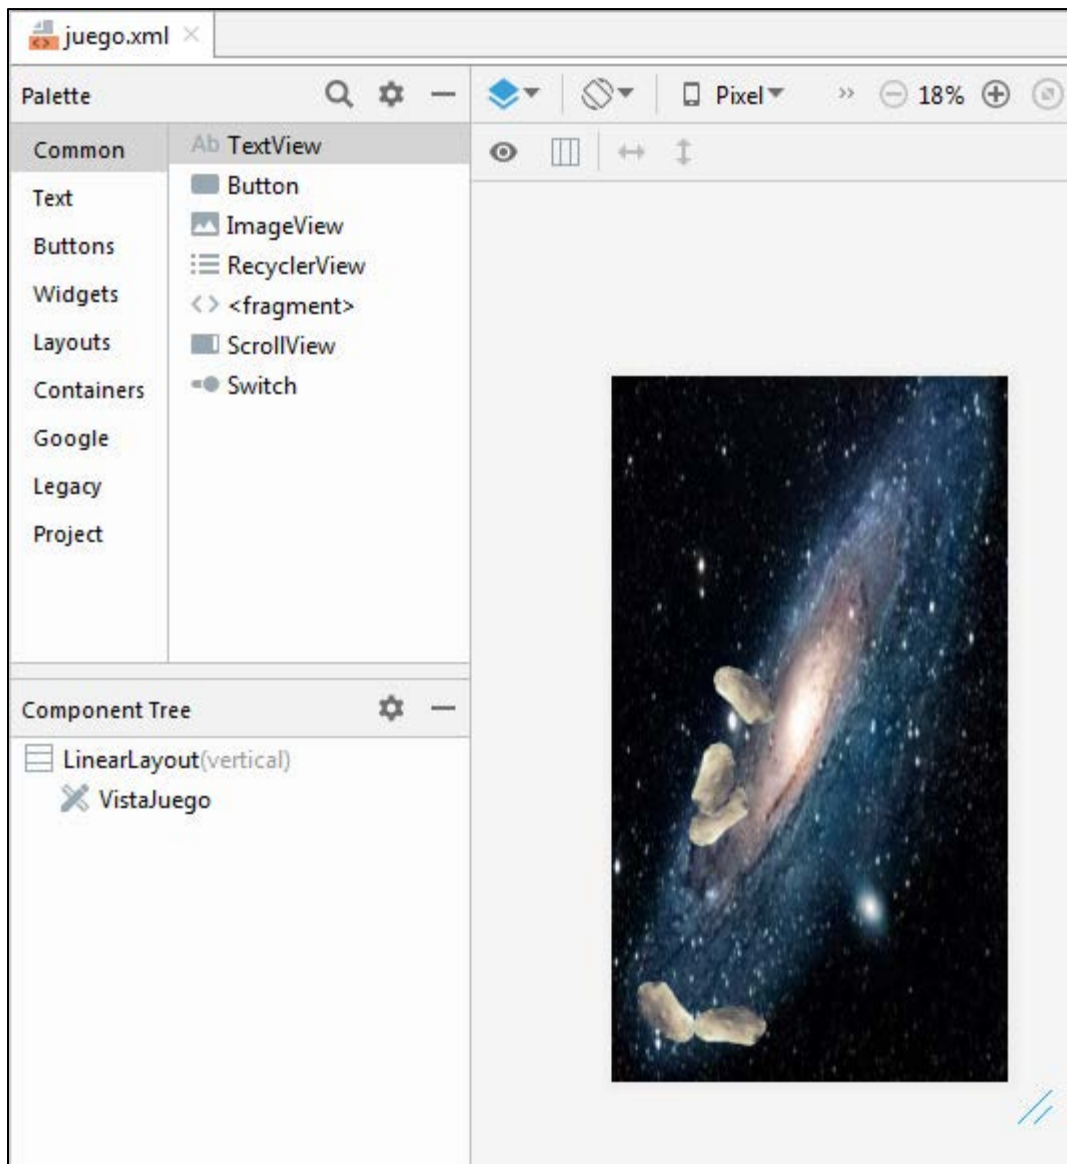 juego.xml
Palette
Pixel
18%
Common
Text
Buttons
Widgets
Layouts
Containers
Google
Legacy
Project
Ab TextView
Button
ImageView
RecyclerView
<fragment>
ScrollView
Switch
Component Tree
LinearLayout(vertical)
VistaJuego